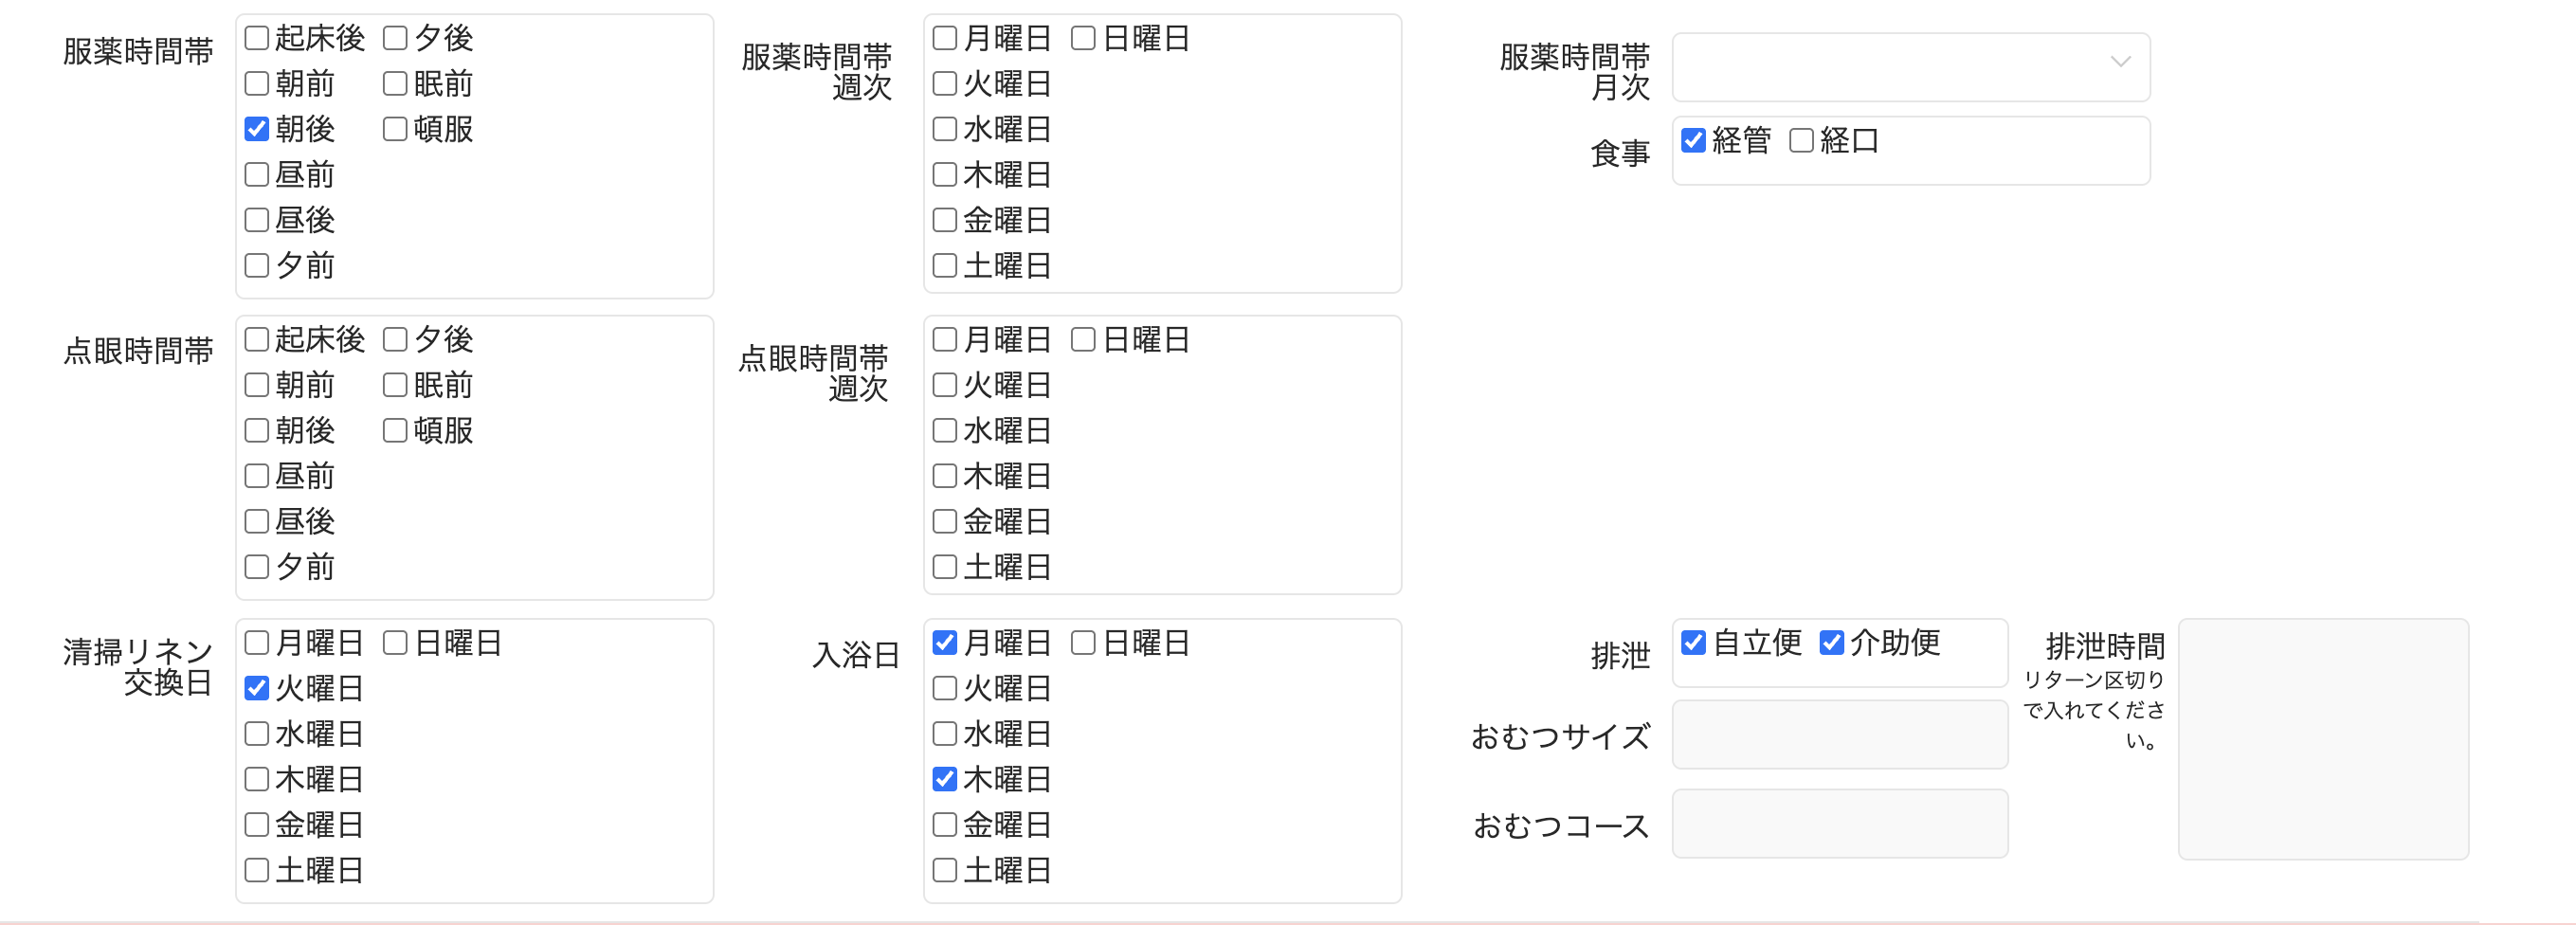 服薬時間帯
起床後 夕後
朝前 眠前
朝後 頓服
昼前
昼後
夕前
服薬時間帯
週次
月曜日 日曜日
火曜日
水曜日
木曜日
金曜日
土曜日
服薬時間帯
月次
食事
経管 経口
点眼時間帯
起床後 夕後
朝前 眠前
朝後 頓服
昼前
昼後
夕前
点眼時間帯
週次
月曜日 日曜日
火曜日
水曜日
木曜日
金曜日
土曜日
清掃リネン
交換日
月曜日 日曜日
火曜日
水曜日
木曜日
金曜日
土曜日
入浴日
月曜日 日曜日
火曜日
水曜日
木曜日
金曜日
土曜日
排泄
自立便 介助便
おむつサイズ
おむつコース
排泄時間
リターン区切り
で入れてくださ
い。